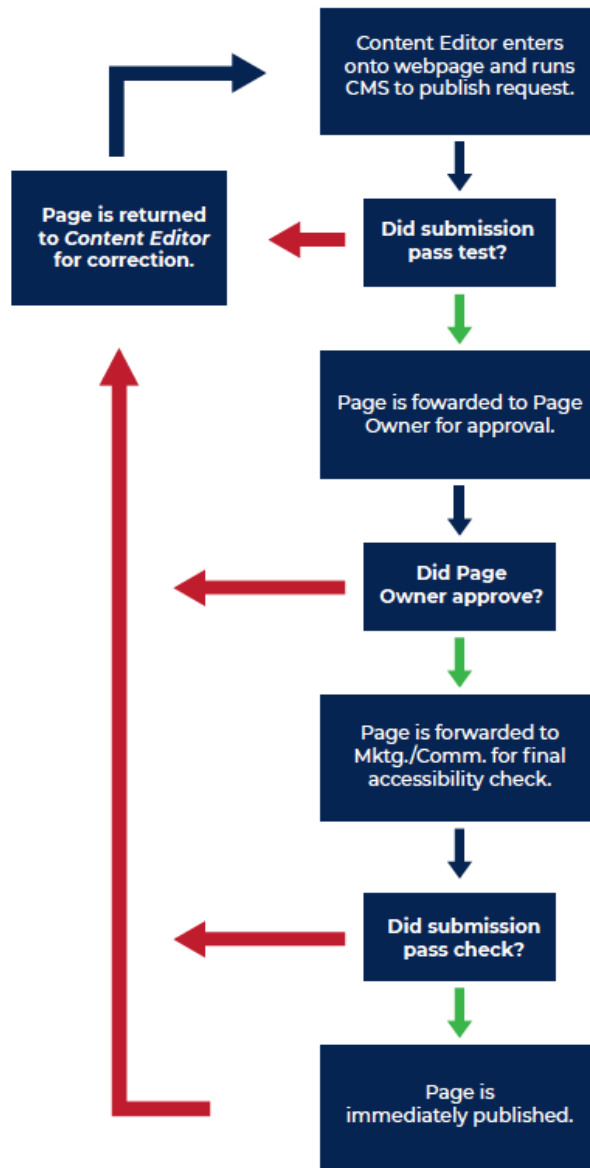 Content Editor enters
onto webpage and runs
CMS to publish request.
Page is returned
to Content Editor
for correction.
Did submission
pass test?
Page is fowarded to Page
Owner for approval.
Did Page
Owner approve?
Page is forwarded to
Mktg./Comm. for final
accessibility check.
Did submission
pass check?
Page is
immediately published.